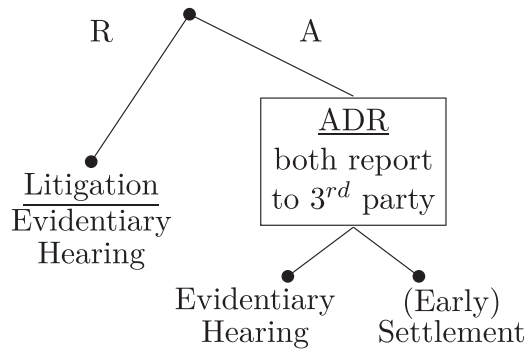 R
A
ADR
both report
to 3rd party
Litigation
Evidentiary
Hearing
Evidentiary
Hearing
(Early)
Settlement